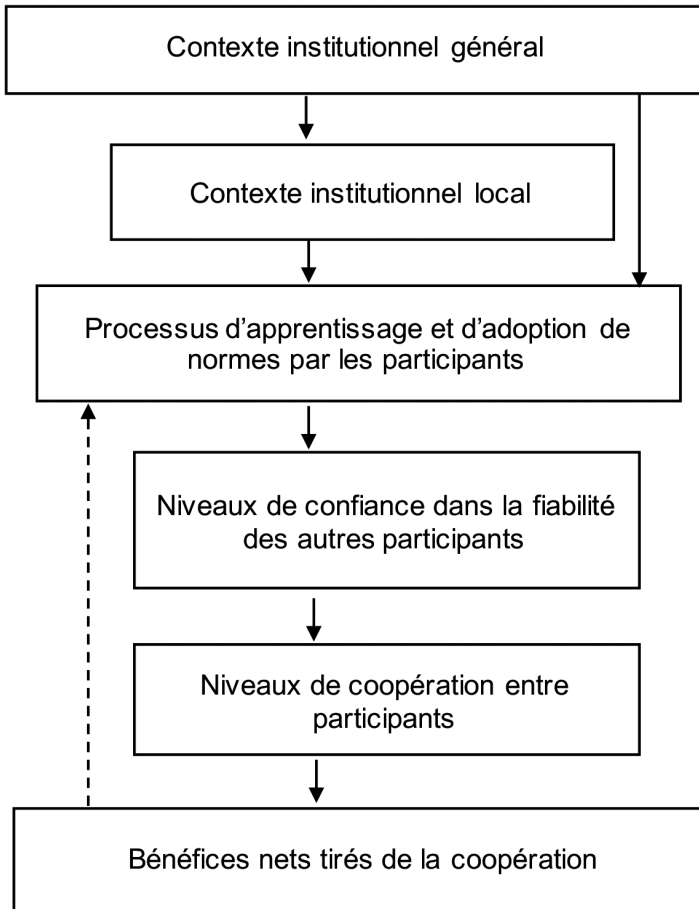 Contexte institutionnel général
Contexte institutionnel local
Processus d’apprentissage et d’adoption de
normes par les participants
Niveaux de confiance dans la fiabilité
des autres participants
Niveaux de coopération entre
participants
Bénéfices nets tirés de la coopération